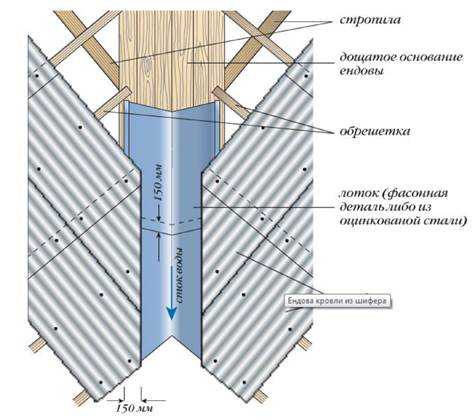 стропила
дощатое основание
ендовы
обрешетка
150 мм
лоток (фасонная
деталь либо из
оцинкованой стали)
сток воды
Ендова кровли из шифера
150 мм